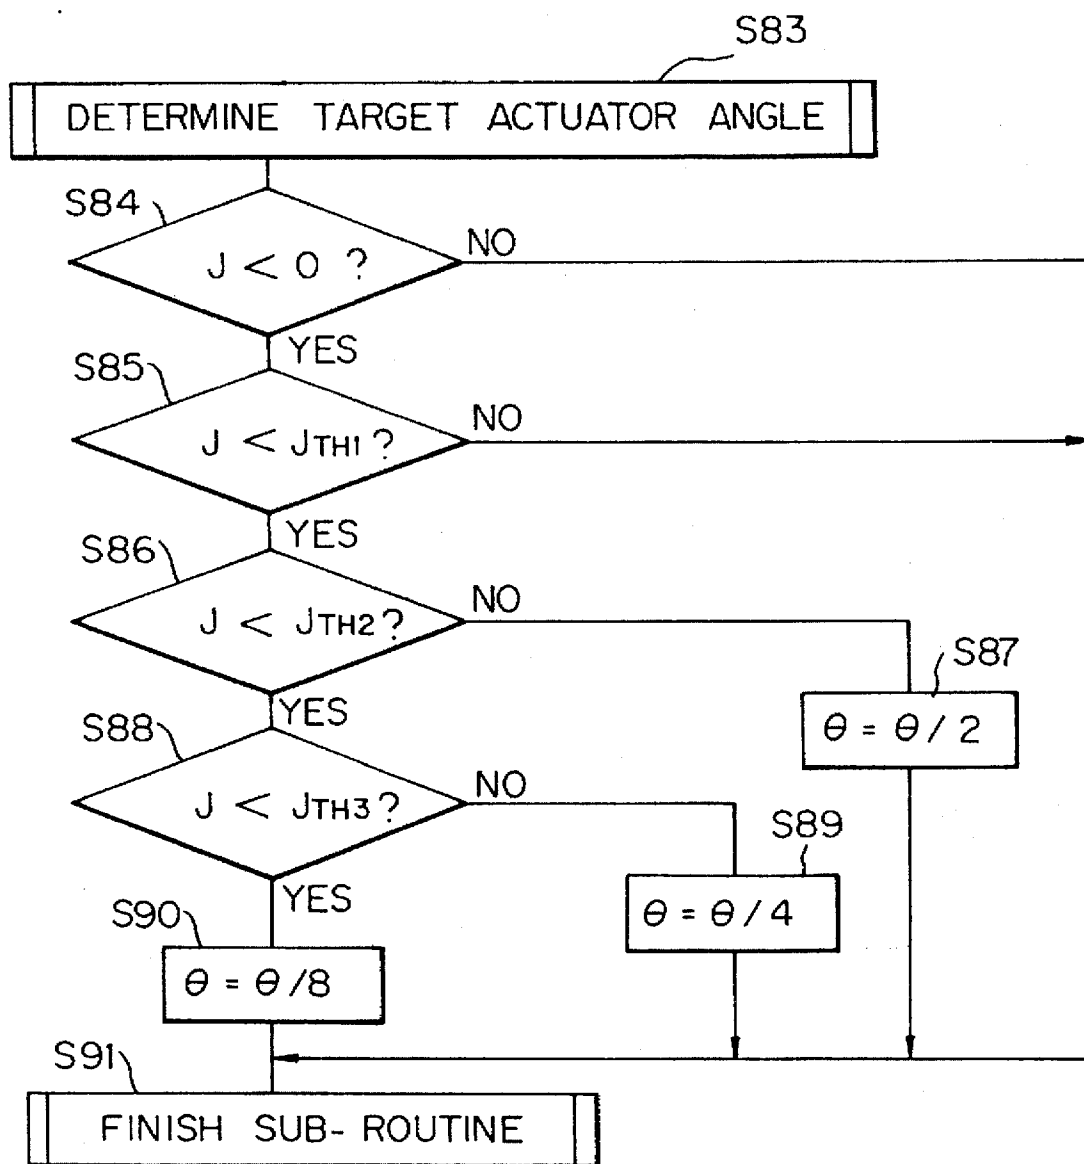 S83
DETERMINE TARGET ACTUATOR ANGLE
S84
J < 0 ?
NO
YES
S85
J < JTH1 ?
NO
YES
S86
J < JTH2 ?
NO
YES
S87
θ = θ / 2
S88
J < JTH3 ?
NO
YES
S89
θ = θ / 4
S90
θ = θ /8
S91
FINISH SUB- ROUTINE